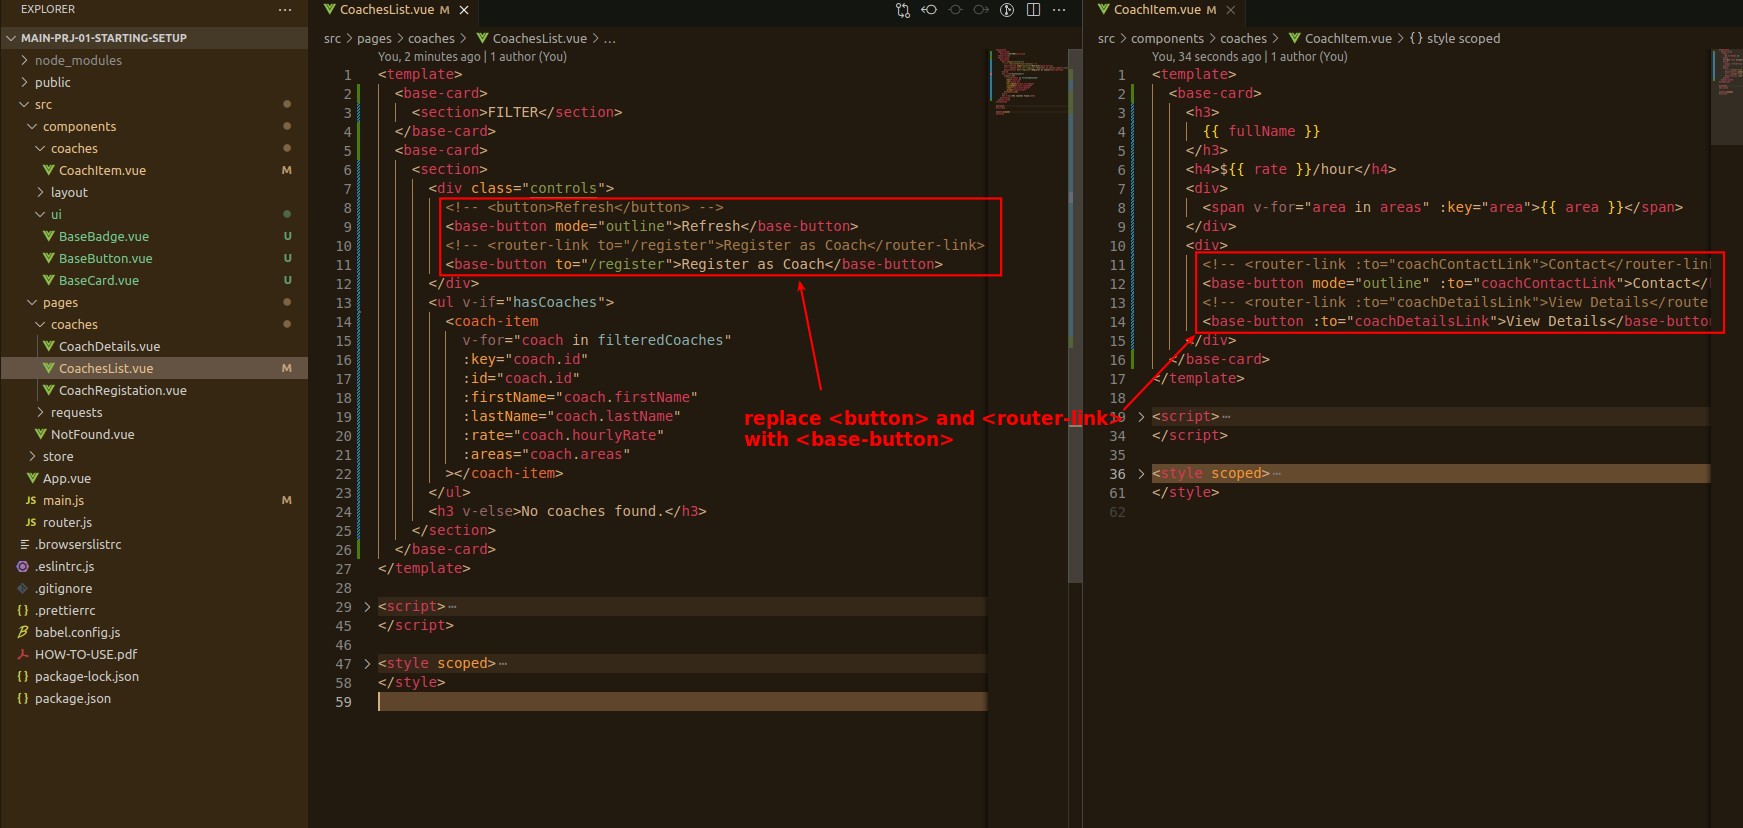 EXPLORER
MAIN-PRJ-01-STARTING-SETUP
node_modules
public
src
components
coaches
CoachItem.vue M
layout
ui
BaseBadge.vue U
BaseButton.vue U
BaseCard.vue U
pages
coaches
CoachDetails.vue
CoachesList.vue M
CoachRegistation.vue
requests
NotFound.vue
store
App.vue
JS main.js M
JS router.js
.browserslistrc
.eslintrc.js
.gitignore
{} .prettierrc
babel.config.js
HOW-TO-USE.pdf
{} package-lock.json
{} package.json
CoachesList.vue M
src > pages > coaches > CoachesList.vue > ...
You, 2 minutes ago | 1 author (You)
1 <template>
2 <base-card>
3 <section>FILTER</section>
4 </base-card>
5 <base-card>
6 <section>
7 <div class="controls">
8 <!-- <button>Refresh</button> -->
9 <base-button mode="outline">Refresh</base-button>
10 <!-- <router-link to="/register">Register as Coach</router-link>
11 <base-button to="/register">Register as Coach</base-button>
12 </div>
13 <ul v-if="hasCoaches">
14 <coach-item
15 v-for="coach in filteredCoaches"
16 :key="coach.id"
17 :id="coach.id"
18 :firstName="coach.firstName"
19 :lastName="coach.lastName"
20 :rate="coach.hourlyRate"
21 :areas="coach.areas"
22 ></coach-item>
23 </ul>
24 <h3 v-else>No coaches found.</h3>
25 </section>
26 </base-card>
27 </template>
28
29 <script>
45 </script>
46
47 <style scoped>
58 </style>
59
replace <button> and <router-link>
with <base-button>
CoachItem.vue M
src > components > coaches > CoachItem.vue > {} style scoped
You, 34 seconds ago | 1 author (You)
1 <template>
2 <base-card>
3 <h3>
4 {{ fullName }}
5 </h3>
6 <h4>${{ rate }}/hour</h4>
7 <div>
8 <span v-for="area in areas" :key="area">{{ area }}</span>
9 </div>
10 <div>
11 <!-- <router-link :to="coachContactLink">Contact</router-lin
12 <base-button mode="outline" :to="coachContactLink">Contact</
13 <!-- <router-link :to="coachDetailsLink">View Details</route
14 <base-button :to="coachDetailsLink">View Details</base-butto
15 </div>
16 </base-card>
17 </template>
18
19 <script>
34 </script>
35
36 <style scoped>
61 </style>
62